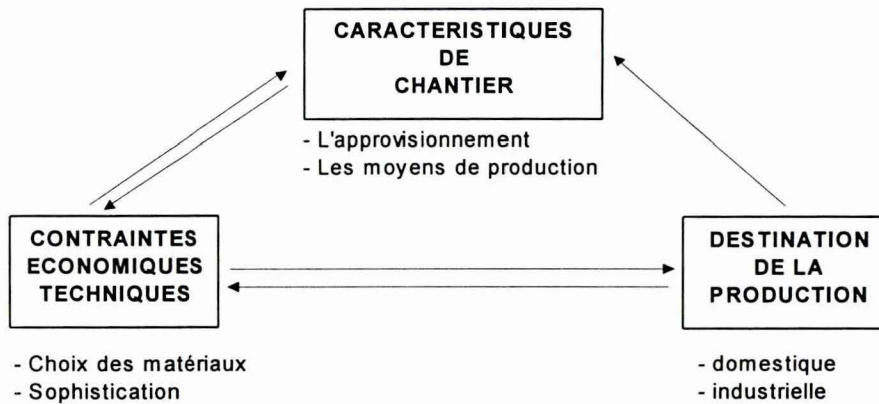 CARACTERISTIQUES
DE
CHANTIER
- L'approvisionnement
- Les moyens de production
CONTRAINTES
ECONOMIQUES
TECHNIQUES
- Choix des matériaux
- Sophistication
DESTINATION
DE LA
PRODUCTION
- domestique
- industrielle